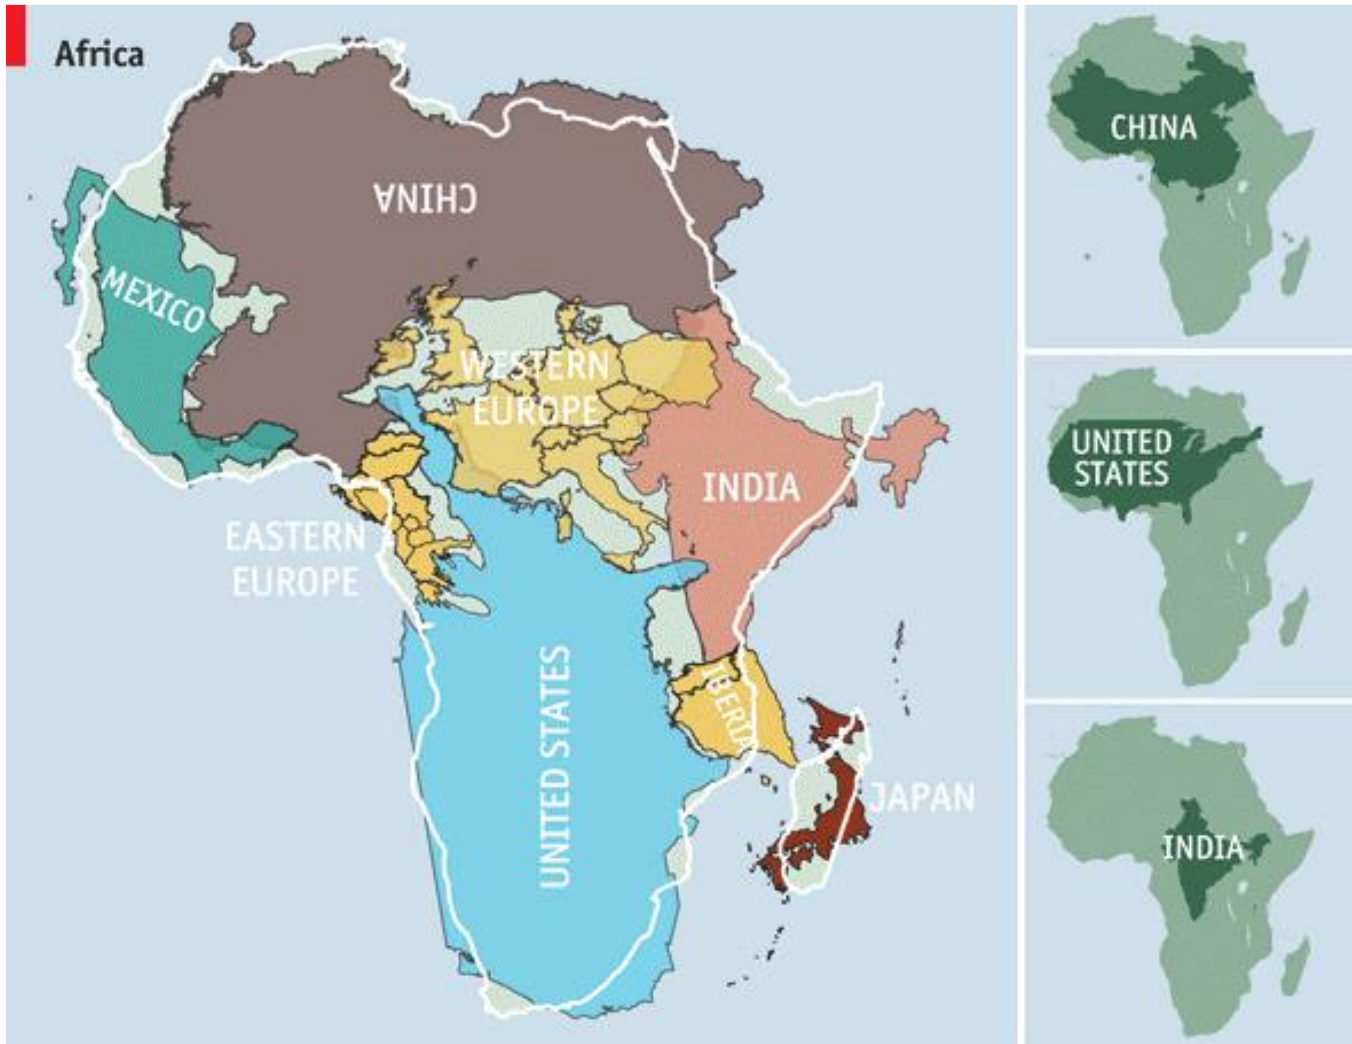 Africa
CHINA
MEXICO
WESTERN
EUROPE
INDIA
EASTERN
EUROPE
UNITED STATES
IBERIA
JAPAN
CHINA
UNITED
STATES
INDIA